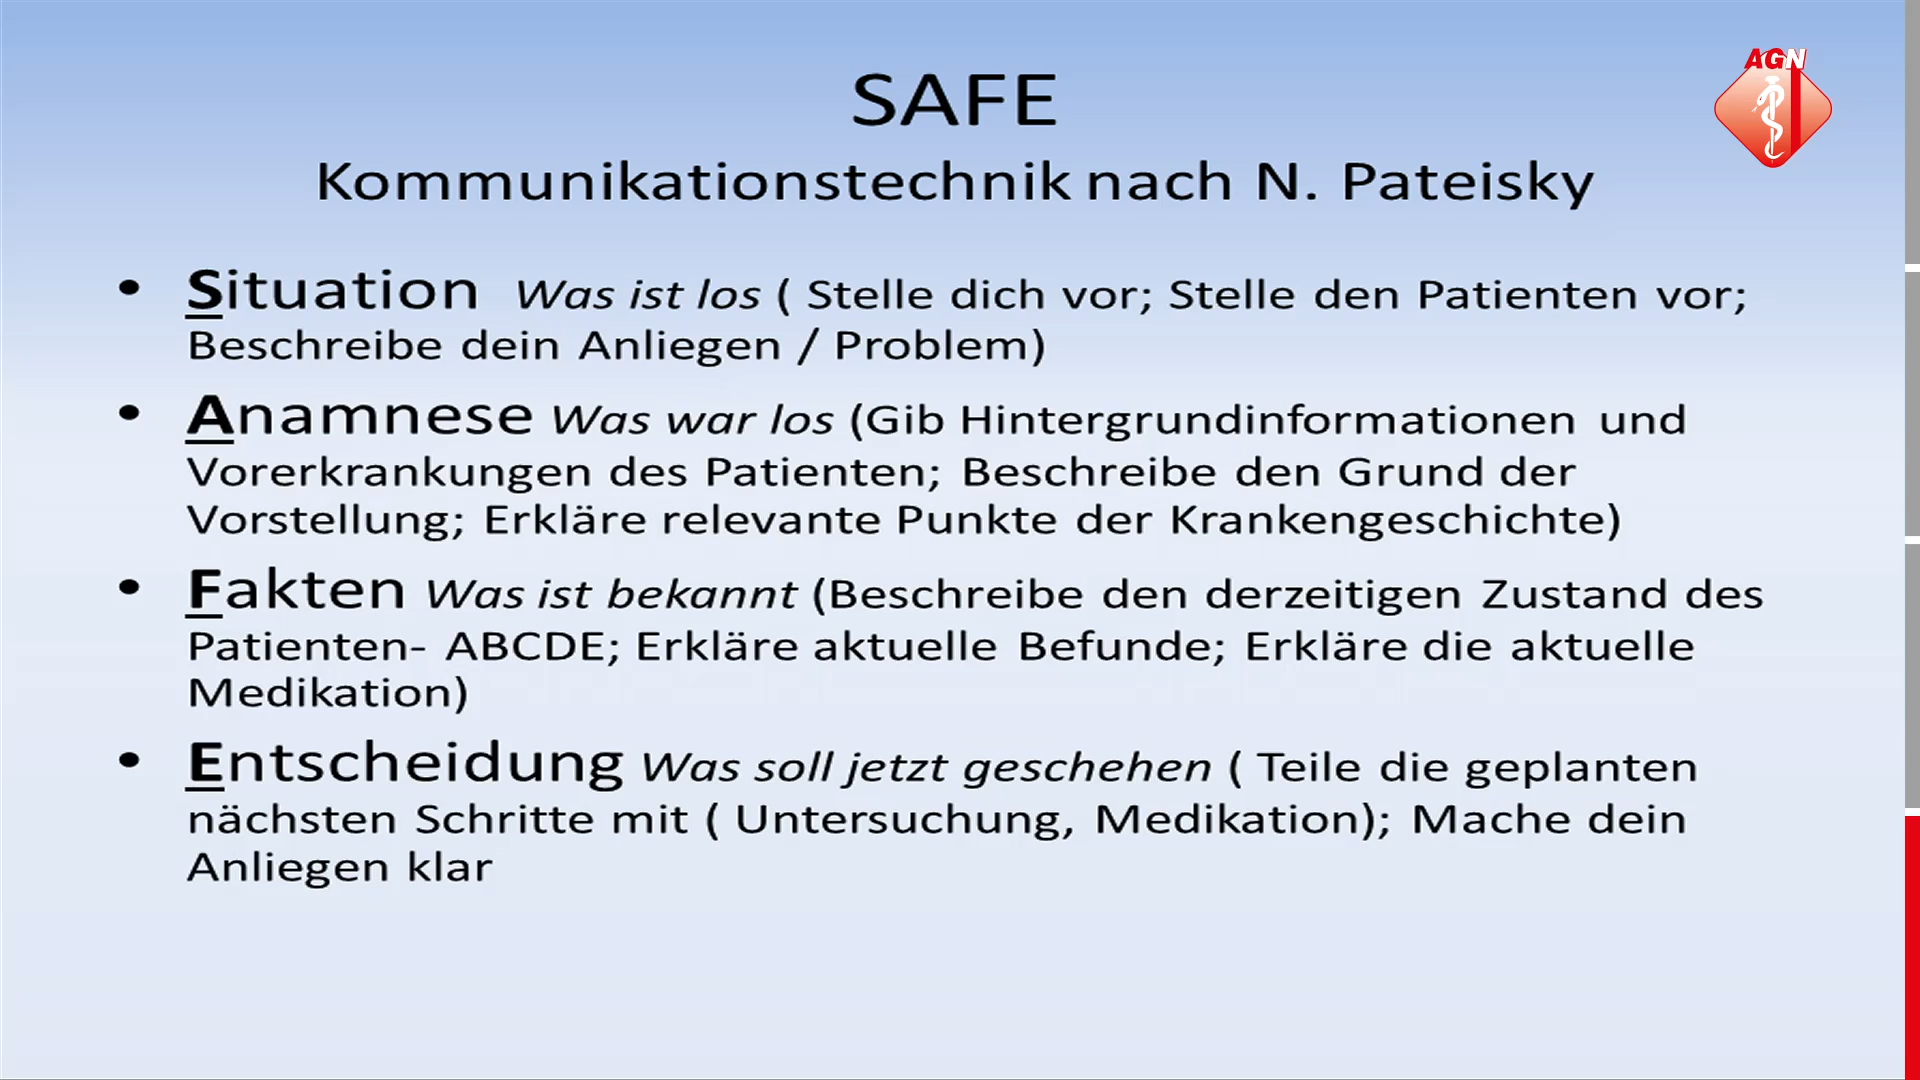 AGN
SAFE
Kommunikationstechnik nach N. Pateisky
• Situation Was ist los ( Stelle dich vor; Stelle den Patienten vor;
Beschreibe dein Anliegen / Problem)
• Anamnese Was war los (Gib Hintergrundinformationen und
Vorerkrankungen des Patienten; Beschreibe den Grund der
Vorstellung; Erkläre relevante Punkte der Krankengeschichte)
• Fakten Was ist bekannt (Beschreibe den derzeitigen Zustand des
Patienten- ABCDE; Erkläre aktuelle Befunde; Erkläre die aktuelle
Medikation)
• Entscheidung Was soll jetzt geschehen ( Teile die geplanten
nächsten Schritte mit ( Untersuchung, Medikation); Mache dein
Anliegen klar